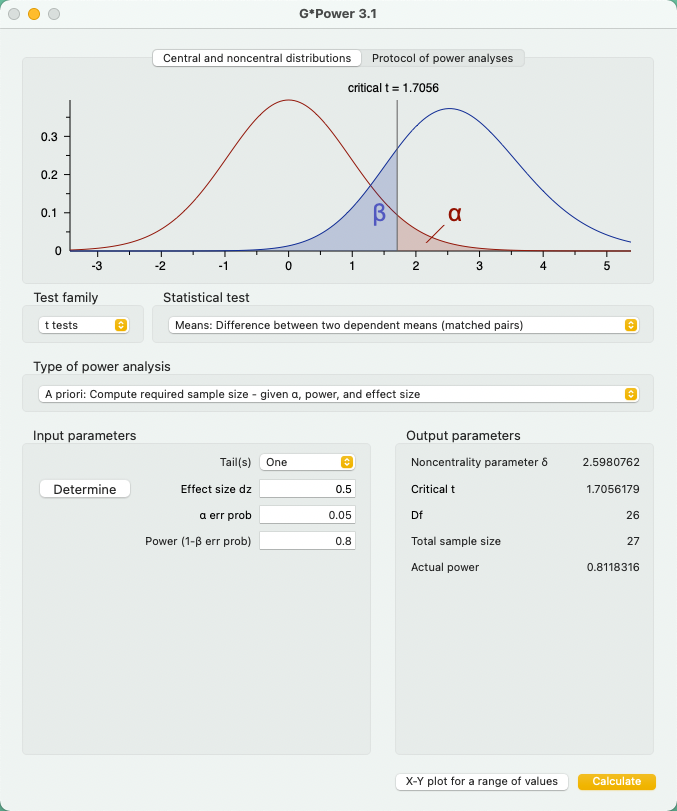 G*Power 3.1
Central and noncentral distributions Protocol of power analyses
critical t = 1.7056
0.3
0.2
0.1
0
β
α
-3 -2 -1 0 1 2 3 4 5
Test family Statistical test
t tests Means: Difference between two dependent means (matched pairs)
Type of power analysis
A priori: Compute required sample size - given α, power, and effect size
Input parameters
Tail(s) One
Determine Effect size dz 0.5
α err prob 0.05
Power (1-β err prob) 0.8
Output parameters
Noncentrality parameter δ 2.5980762
Critical t 1.7056179
Df 26
Total sample size 27
Actual power 0.8118316
X-Y plot for a range of values Calculate